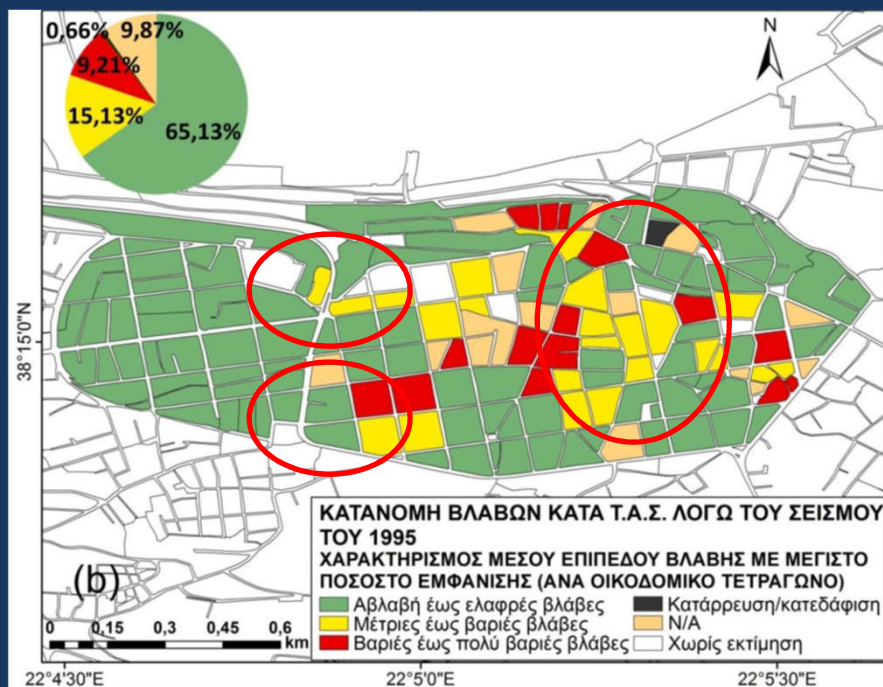 0,66% 9,87%
9,21%
15,13%
65,13%
N
38°15'0"N
(b)
0 0,15 0,3 0,45 0,6
km
ΚΑΤΑΝΟΜΗ ΒΛΑΒΩΝ ΚΑΤΑ Τ.Α.Σ. ΛΟΓΩ ΤΟΥ ΣΕΙΣΜΟΥ
ΤΟΥ 1995
ΧΑΡΑΚΤΗΡΙΣΜΟΣ ΜΕΣΟΥ ΕΠΙΠΕΔΟΥ ΒΛΑΒΗΣ ΜΕ ΜΕΓΙΣΤΟ
ΠΟΣΟΣΤΟ ΕΜΦΑΝΙΣΗΣ (ΑΝΑ ΟΙΚΟΔΟΜΙΚΟ ΤΕΤΡΑΓΩΝΟ)
Αβλαβή έως ελαφρές βλάβες
Μέτριες έως βαριές βλάβες
Βαριές έως πολύ βαριές βλάβες
Κατάρρευση/κατεδάφιση
N/A
Χωρίς εκτίμηση
22°4'30"E 22°5'0"E 22°5'30"E